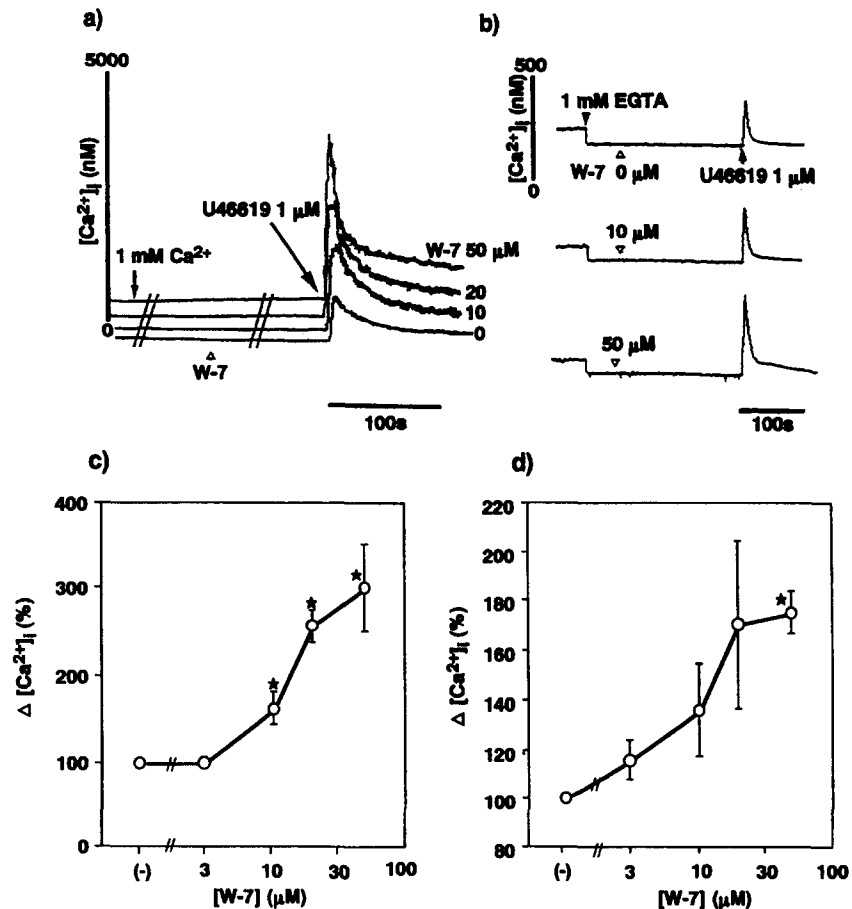 a)
5000
[Ca²⁺]ᵢ (nM)
0
1 mM Ca²⁺
U46619 1 μM
W-7
W-7 50 μM
20
10
0
100s
b)
500
[Ca²⁺]ᵢ (nM)
0
1 mM EGTA
W-7 0 μM
U46619 1 μM
10 μM
50 μM
100s
c)
400
300
200
100
0
Δ [Ca²⁺]ᵢ (%)
(-) 3 10 30 100
[W-7] (μM)
d)
220
200
180
160
140
120
100
80
Δ [Ca²⁺]ᵢ (%)
(-) 3 10 30 100
[W-7] (μM)